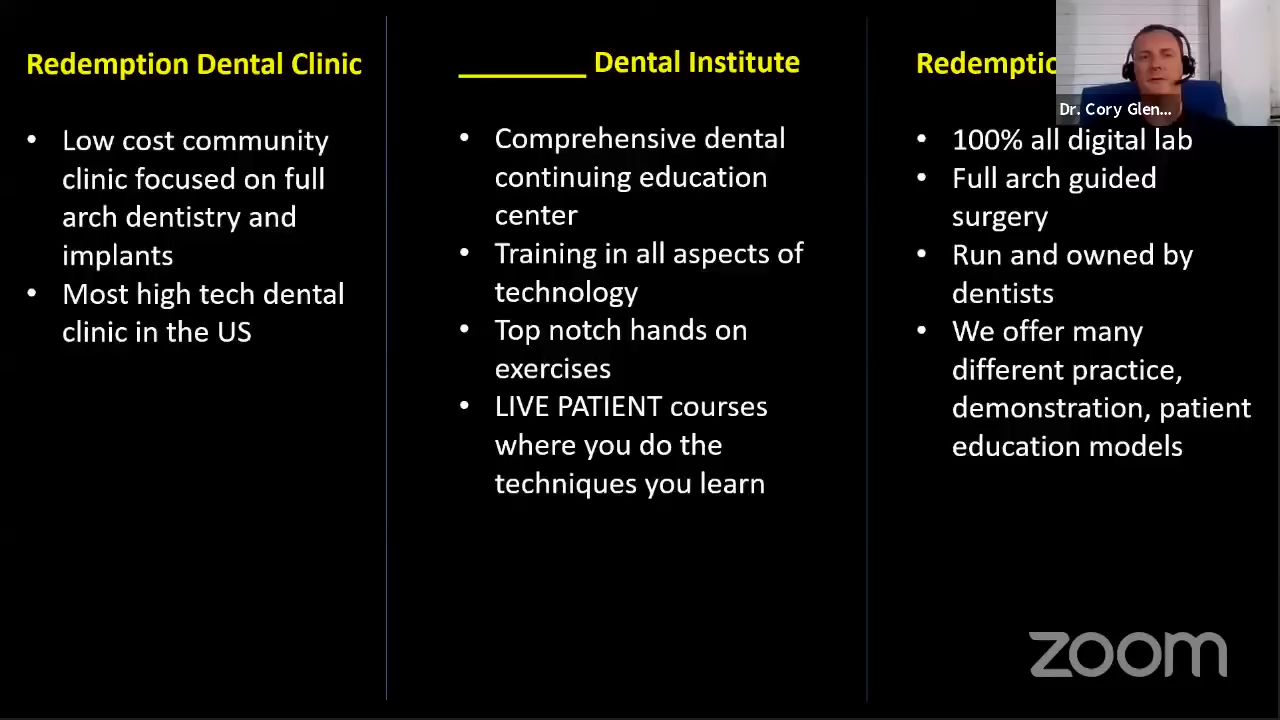 Redemption Dental Clinic
• Low cost community
clinic focused on full
arch dentistry and
implants
• Most high tech dental
clinic in the US
________ Dental Institute
• Comprehensive dental
continuing education
center
• Training in all aspects of
technology
• Top notch hands on
exercises
• LIVE PATIENT courses
where you do the
techniques you learn
Dr. Cory Glen...
• 100% all digital lab
• Full arch guided
surgery
• Run and owned by
dentists
• We offer many
different practice,
demonstration, patient
education models
zoom